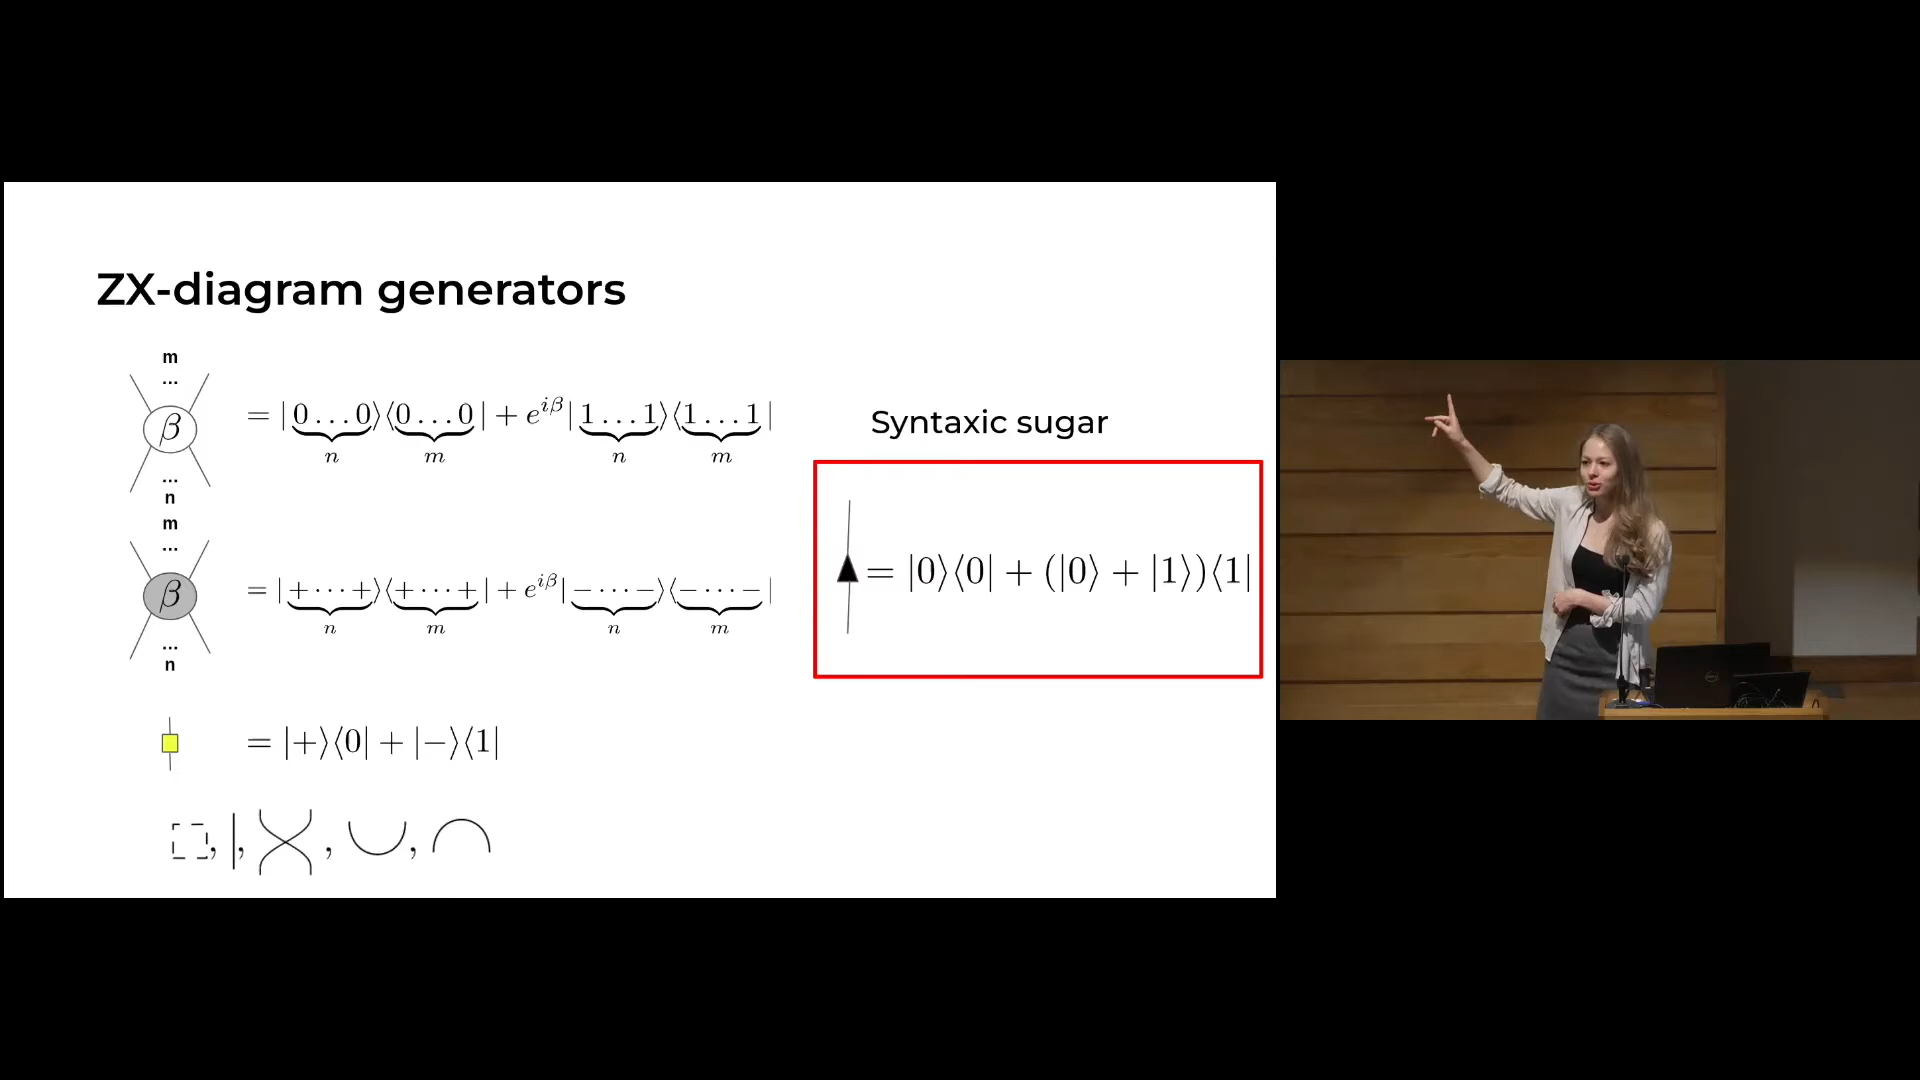 ZX-diagram generators
m
...
β
...
n
= |0...0⟩⟨0...0| + e^{iβ}|1...1⟩⟨1...1|
n m n m
m
...
β
...
n
= |+···+⟩⟨+···+| + e^{iβ}|−···−⟩⟨−···−|
n m n m
= |+⟩⟨0| + |−⟩⟨1|
, , , ,
Syntaxic sugar
= |0⟩⟨0| + (|0⟩ + |1⟩)⟨1|